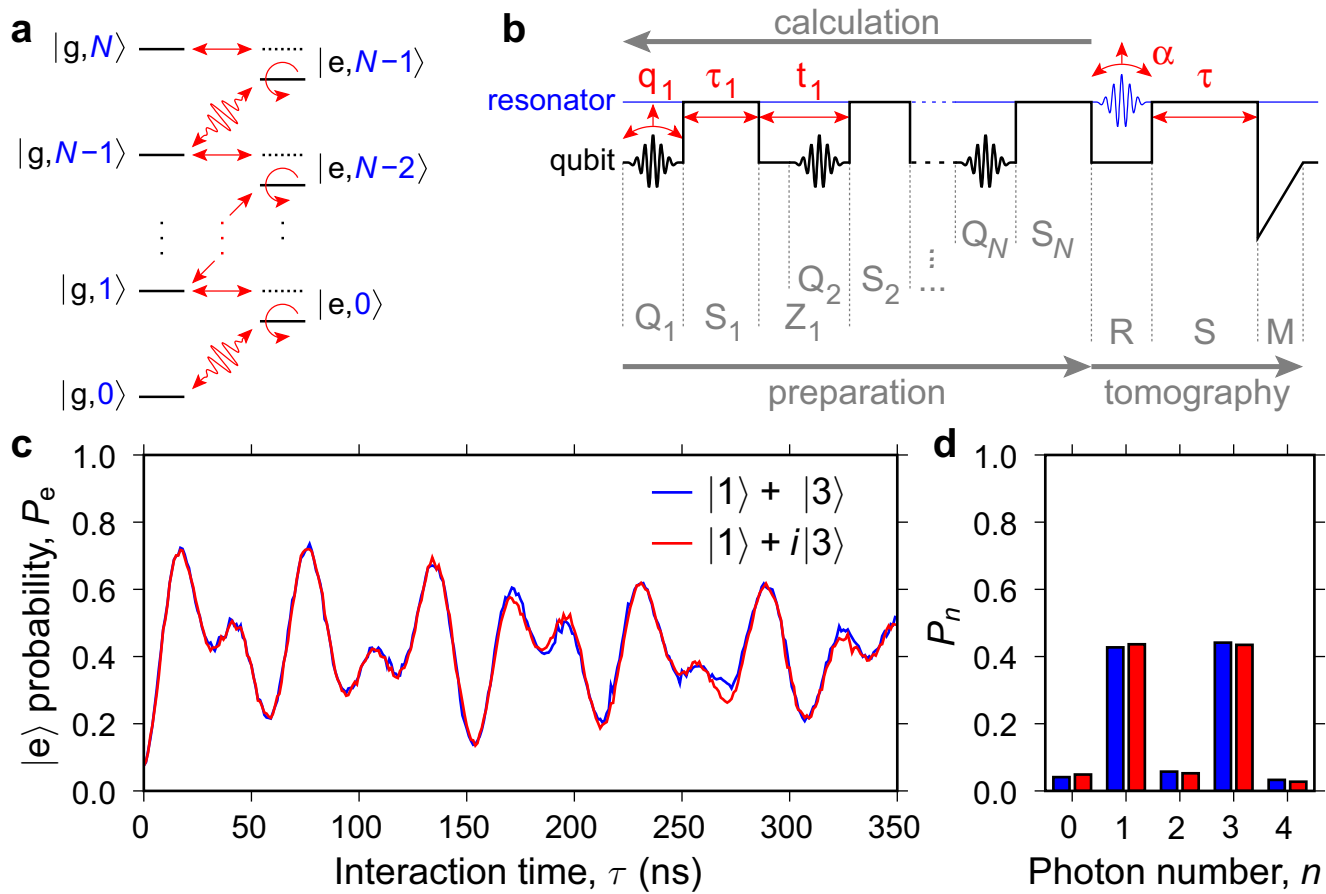 a
|g,N⟩
|e,N−1⟩
|g,N−1⟩
|e,N−2⟩
|g,1⟩
|e,0⟩
|g,0⟩
b
calculation
q₁ τ₁ t₁ α τ
resonator
qubit
Q_N S_N
Q₂ S₂ ...
Q₁ S₁ Z₁ R S M
preparation tomography
c
|1⟩ + |3⟩
|1⟩ + i|3⟩
|e⟩ probability, Pₑ
1.0
0.8
0.6
0.4
0.2
0.0
0 50 100 150 200 250 300 350
Interaction time, τ (ns)
d
Pₙ
1.0
0.8
0.6
0.4
0.2
0.0
0 1 2 3 4
Photon number, n